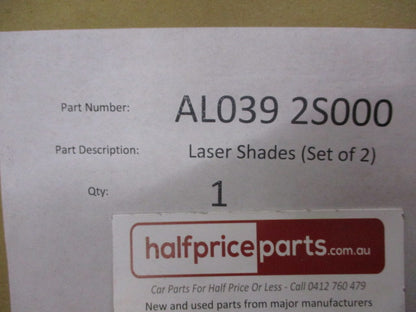 Part Number: AL039 2S000
Part Description: Laser Shades (Set of 2)
Qty: 1
halfpriceparts.com.au
Car Parts For Half Price Or Less - Call 0412 760 479
New and used parts from major manufacturers